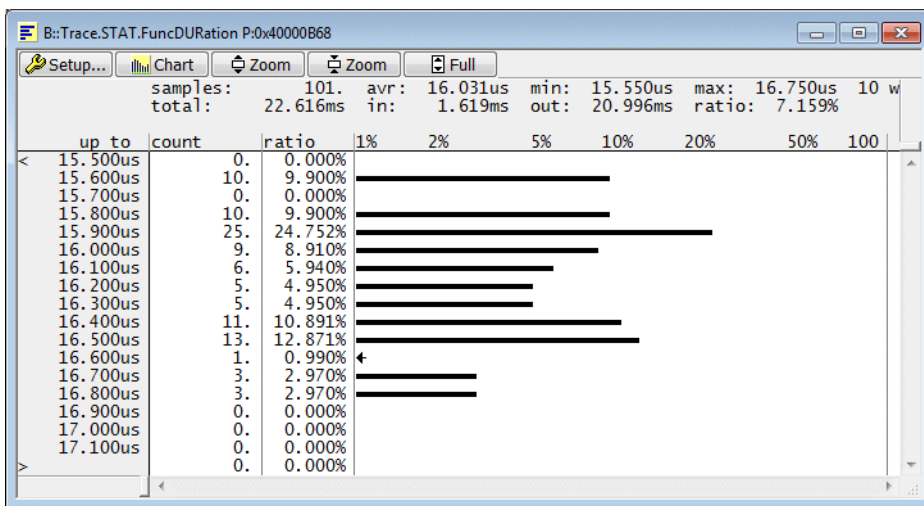 B::Trace.STAT.FuncDURation P:0x40000B68
Setup... Chart Zoom Zoom Full
samples: 101. avr: 16.031us min: 15.550us max: 16.750us 10 w
total: 22.616ms in: 1.619ms out: 20.996ms ratio: 7.159%
up to count ratio 1% 2% 5% 10% 20% 50% 100
< 15.500us 0. 0.000%
15.600us 10. 9.900%
15.700us 0. 0.000%
15.800us 10. 9.900%
15.900us 25. 24.752%
16.000us 9. 8.910%
16.100us 6. 5.940%
16.200us 5. 4.950%
16.300us 5. 4.950%
16.400us 11. 10.891%
16.500us 13. 12.871%
16.600us 1. 0.990%
16.700us 3. 2.970%
16.800us 3. 2.970%
16.900us 0. 0.000%
17.000us 0. 0.000%
17.100us 0. 0.000%
> 0. 0.000%